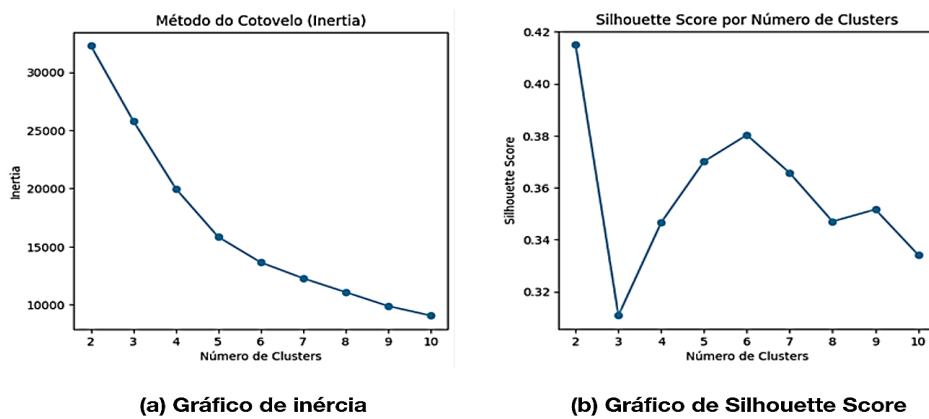 Método do Cotovelo (Inertia)
30000
25000
20000
15000
10000
Inertia
2 3 4 5 6 7 8 9 10
Número de Clusters
(a) Gráfico de inércia
Silhouette Score por Número de Clusters
0.42
0.40
0.38
0.36
0.34
0.32
Silhouette Score
2 3 4 5 6 7 8 9 10
Número de Clusters
(b) Gráfico de Silhouette Score